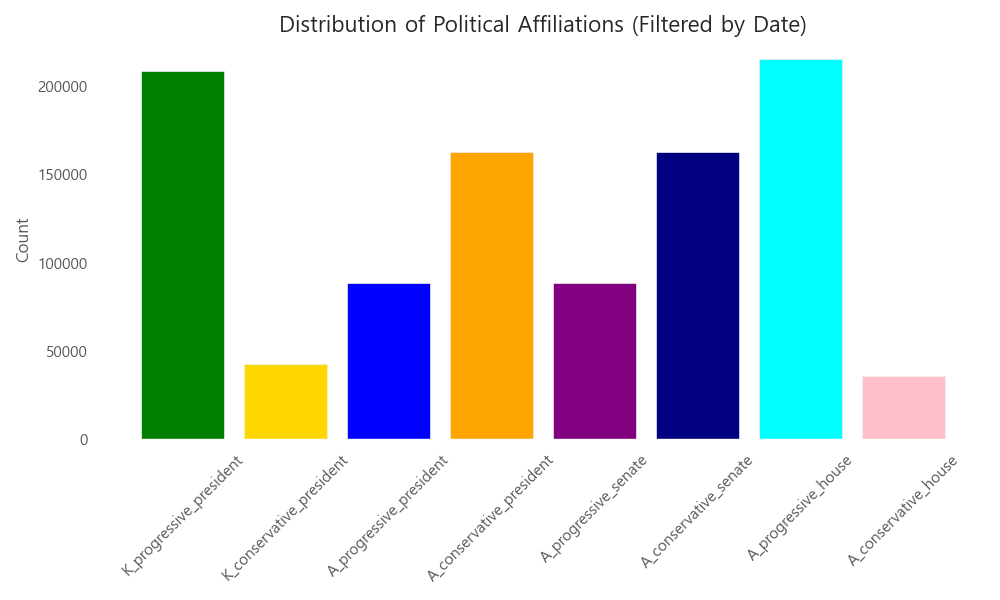 Distribution of Political Affiliations (Filtered by Date)
Count
200000
150000
100000
50000
0
K_progressive_president
K_conservative_president
A_progressive_president
A_conservative_president
A_progressive_senate
A_conservative_senate
A_progressive_house
A_conservative_house